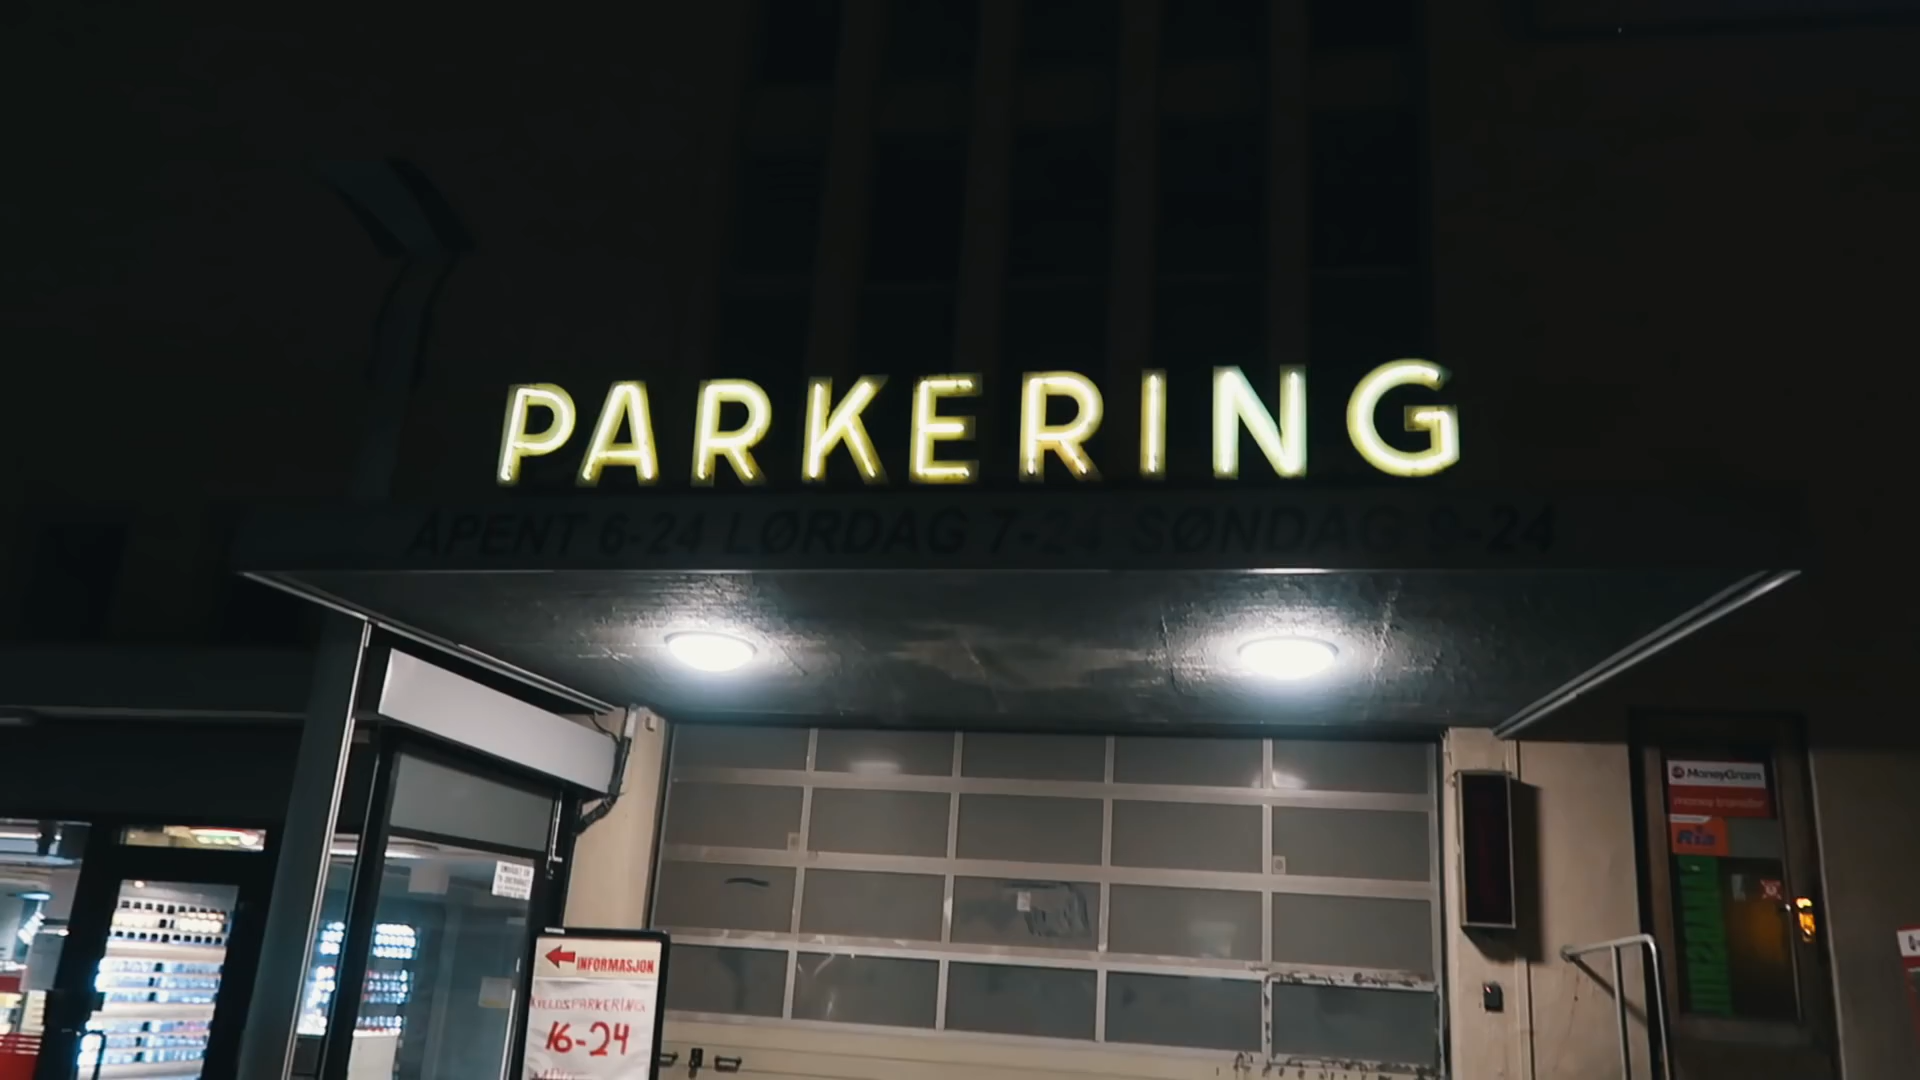 PARKERING
ÅPENT 6-24 LØRDAG 7-24 SØNDAG 9-24
INFORMASJON
KVELDSPARKERING
16-24
MoneyGram
money transfer
Ria